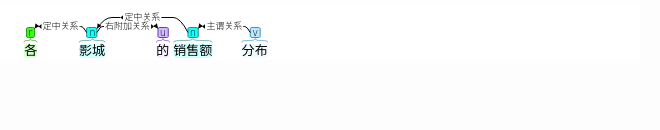 定中关系
定中关系 右附加关系 主谓关系
r n u n v
各 影城 的 销售额 分布